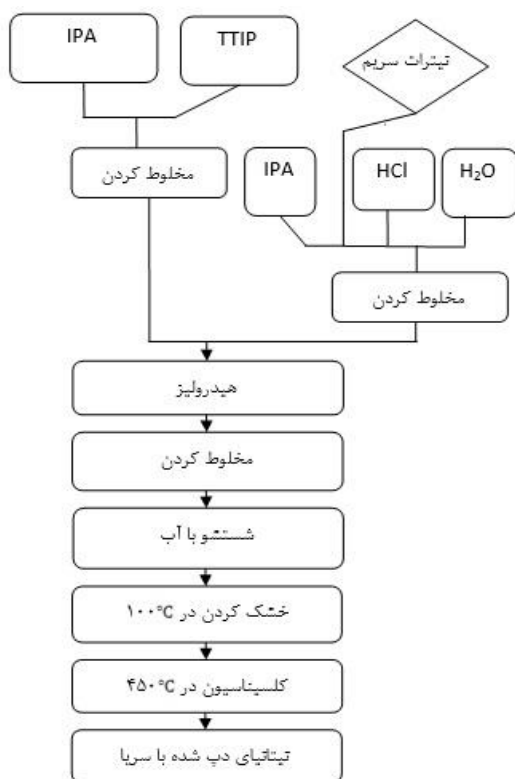 IPA
TTIP
تیترات سریم
مخلوط کردن
IPA
HCl
H₂O
مخلوط کردن
هیدرولیز
مخلوط کردن
شستشو با آب
خشک کردن در ۱۰۰°C
کلسیناسیون در ۴۵۰°C
تیتانیای دپ شده با سریا